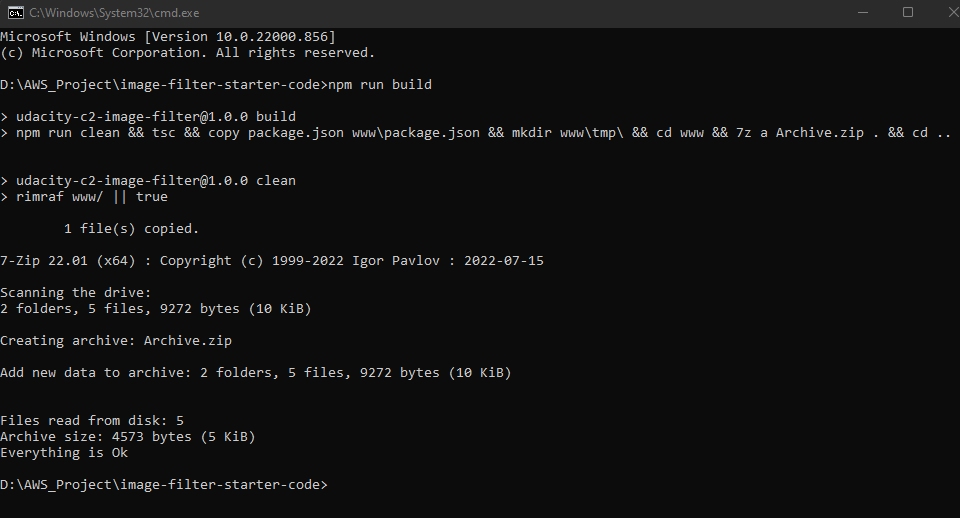 C:\Windows\System32\cmd.exe
Microsoft Windows [Version 10.0.22000.856]
(c) Microsoft Corporation. All rights reserved.
D:\AWS_Project\image-filter-starter-code>npm run build
> udacity-c2-image-filter@1.0.0 build
> npm run clean && tsc && copy package.json www\package.json && mkdir www\tmp\ && cd www && 7z a Archive.zip . && cd ..
> udacity-c2-image-filter@1.0.0 clean
> rimraf www/ || true
1 file(s) copied.
7-Zip 22.01 (x64) : Copyright (c) 1999-2022 Igor Pavlov : 2022-07-15
Scanning the drive:
2 folders, 5 files, 9272 bytes (10 KiB)
Creating archive: Archive.zip
Add new data to archive: 2 folders, 5 files, 9272 bytes (10 KiB)
Files read from disk: 5
Archive size: 4573 bytes (5 KiB)
Everything is Ok
D:\AWS_Project\image-filter-starter-code>